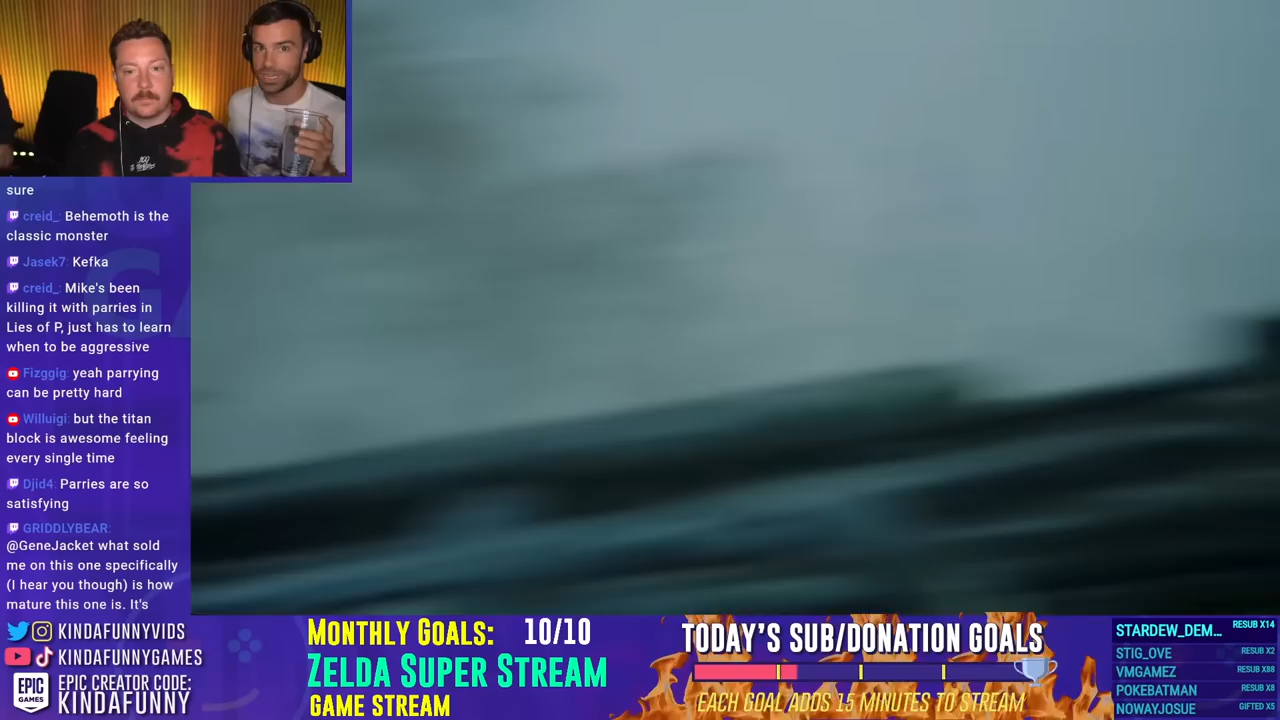 sure
creid_: Behemoth is the
classic monster
Jasek7: Kefka
creid_: Mike's been
killing it with parries in
Lies of P, just has to learn
when to be aggressive
Fizggig: yeah parrying
can be pretty hard
Willuigi: but the titan
block is awesome feeling
every single time
Djid4: Parries are so
satisfying
GRIDDLYBEAR:
@GeneJacket what sold
me on this one specifically
(I hear you though) is how
mature this one is. It's
KINDAFUNNYVIDS
KINDAFUNNYGAMES
EPIC GAMES
EPIC CREATOR CODE:
KINDAFUNNY
MONTHLY GOALS: 10/10
ZELDA SUPER STREAM
GAME STREAM
TODAY'S SUB/DONATION GOALS
EACH GOAL ADDS 15 MINUTES TO STREAM
STARDEW_DEM... RESUB X14
STIG_OVE RESUB X2
VMGAMEZ RESUB X88
POKEBATMAN RESUB X8
NOWAYJOSUE GIFTED X5